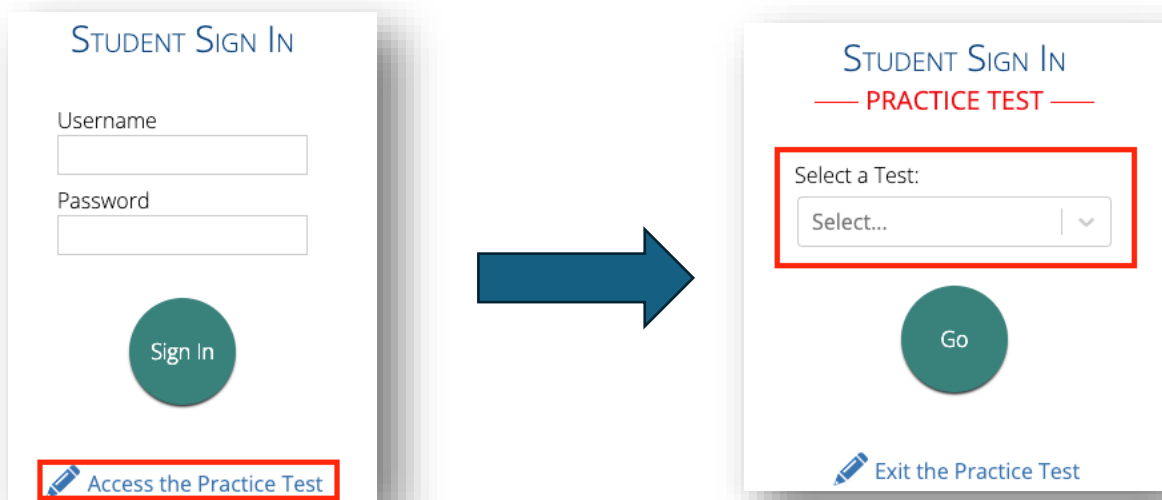 STUDENT SIGN IN
Username
Password
Sign In
Access the Practice Test
STUDENT SIGN IN
PRACTICE TEST
Select a Test:
Select...
Go
Exit the Practice Test